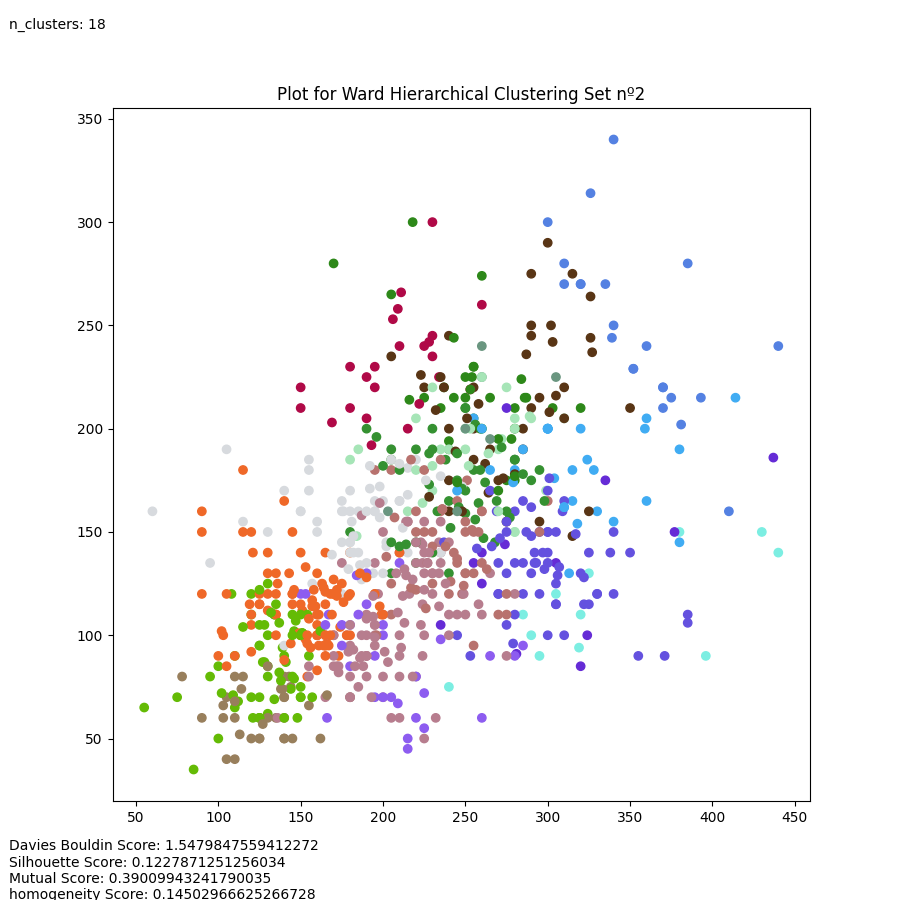 n_clusters: 18
Plot for Ward Hierarchical Clustering Set nº2
350
300
250
200
150
100
50
50 100 150 200 250 300 350 400 450
Davies Bouldin Score: 1.5479847559412272
Silhouette Score: 0.1227871251256034
Mutual Score: 0.39009943241790035
homogeneity Score: 0.14502966625266728